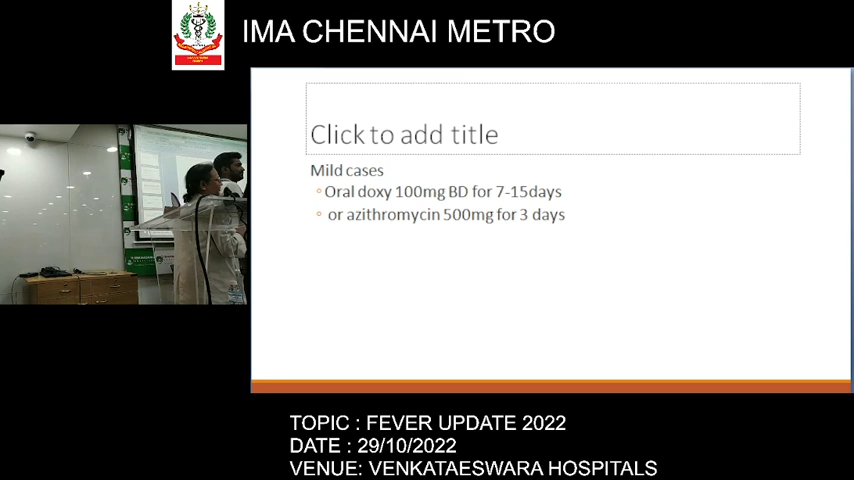 IMA CHENNAI METRO
Click to add title
Mild cases
Oral doxy 100mg BD for 7-15days
or azithromycin 500mg for 3 days
TOPIC : FEVER UPDATE 2022
DATE : 29/10/2022
VENUE: VENKATAESWARA HOSPITALS